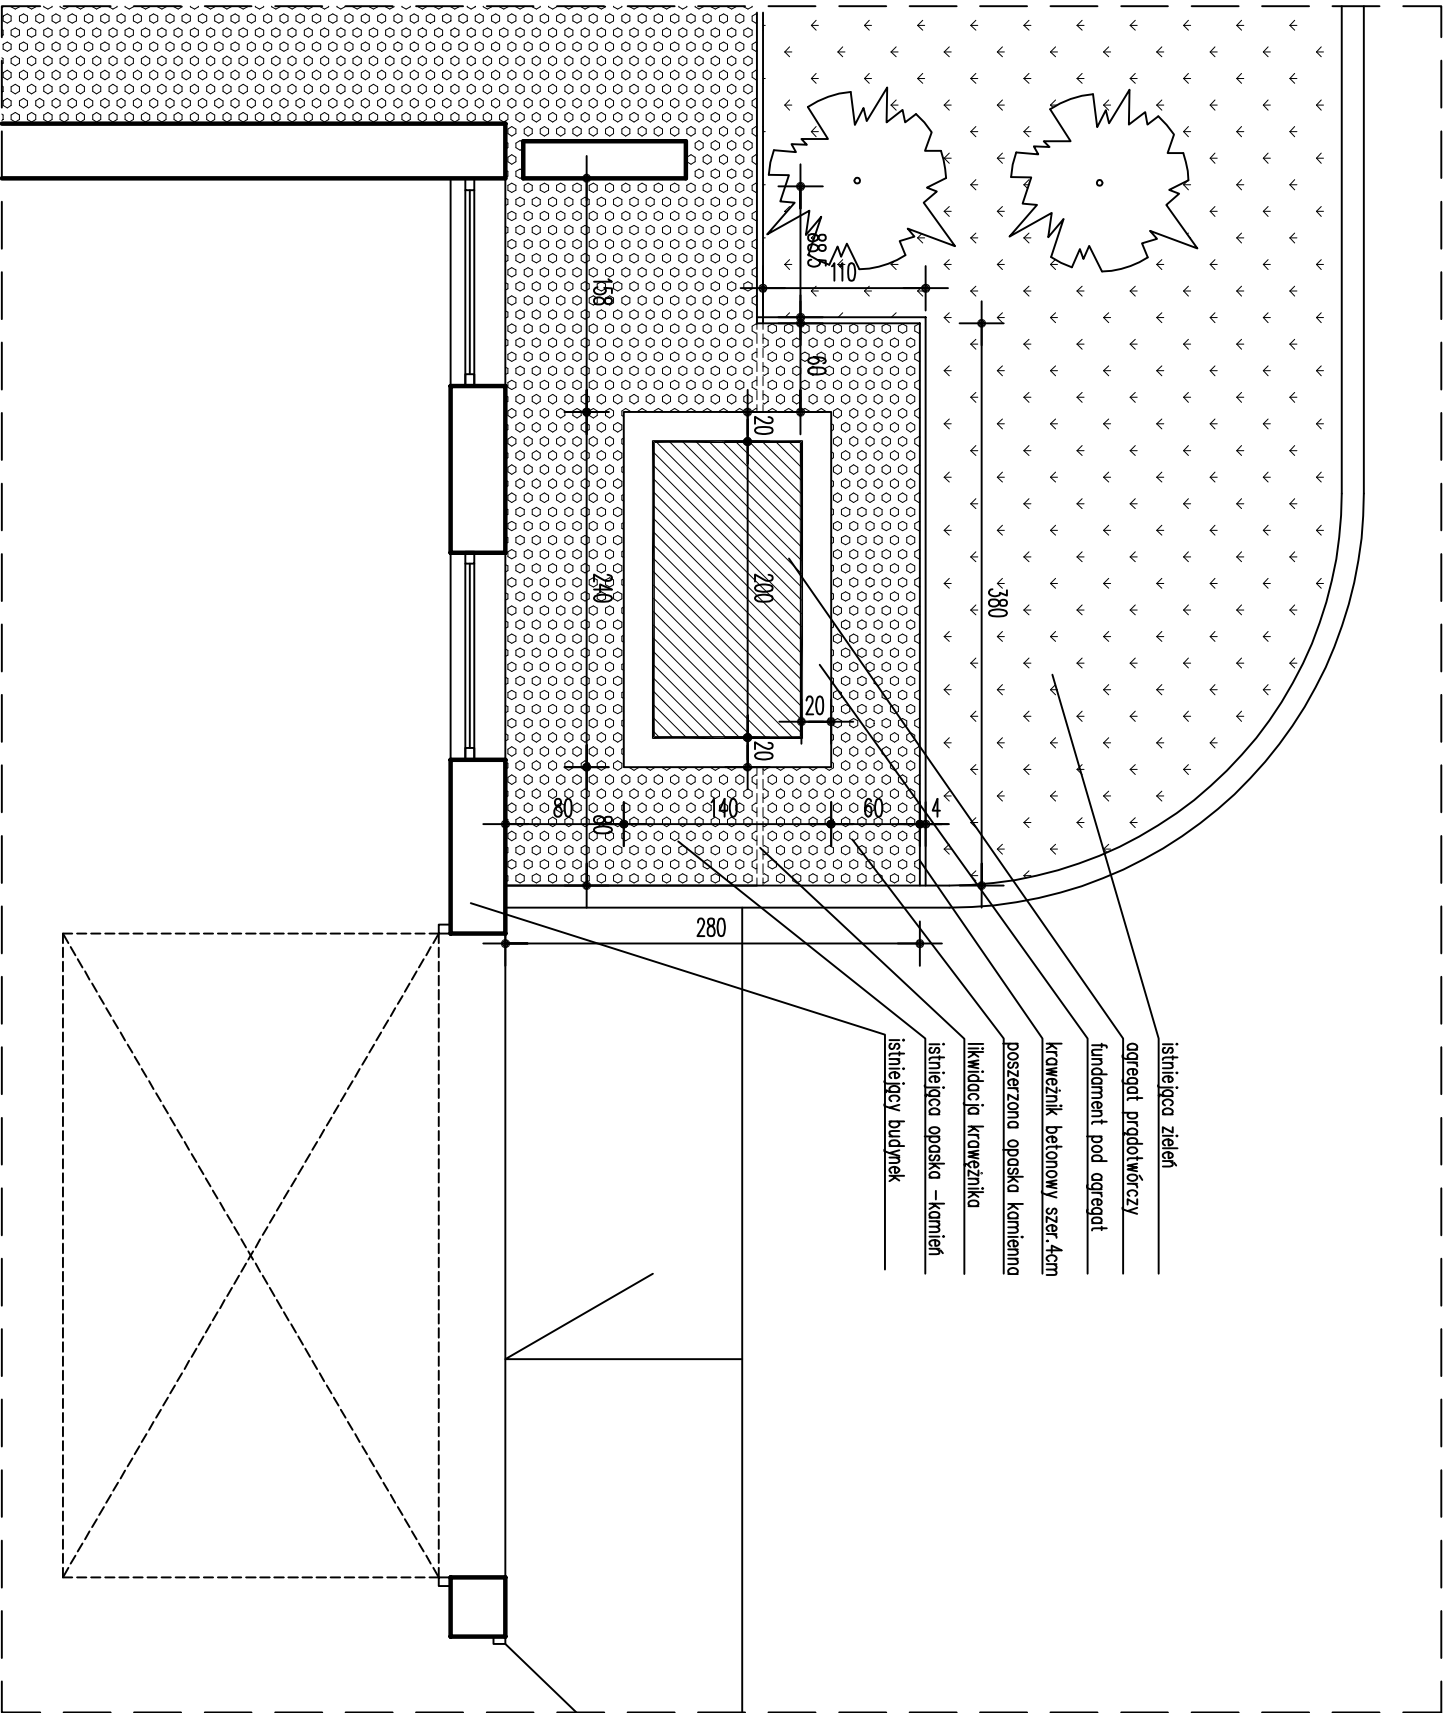 88.5
110
158
60
20
380
240
200
20
20
80
80
140
60
4
280
istniejąca zieleń
agregat prądotwórczy
fundament pod agregat
kraweżnik betonowy szer.4cm
poszerzona opaska kamienna
likwidacja krawężnika
istniejąca opaska -kamień
istniejący budynek